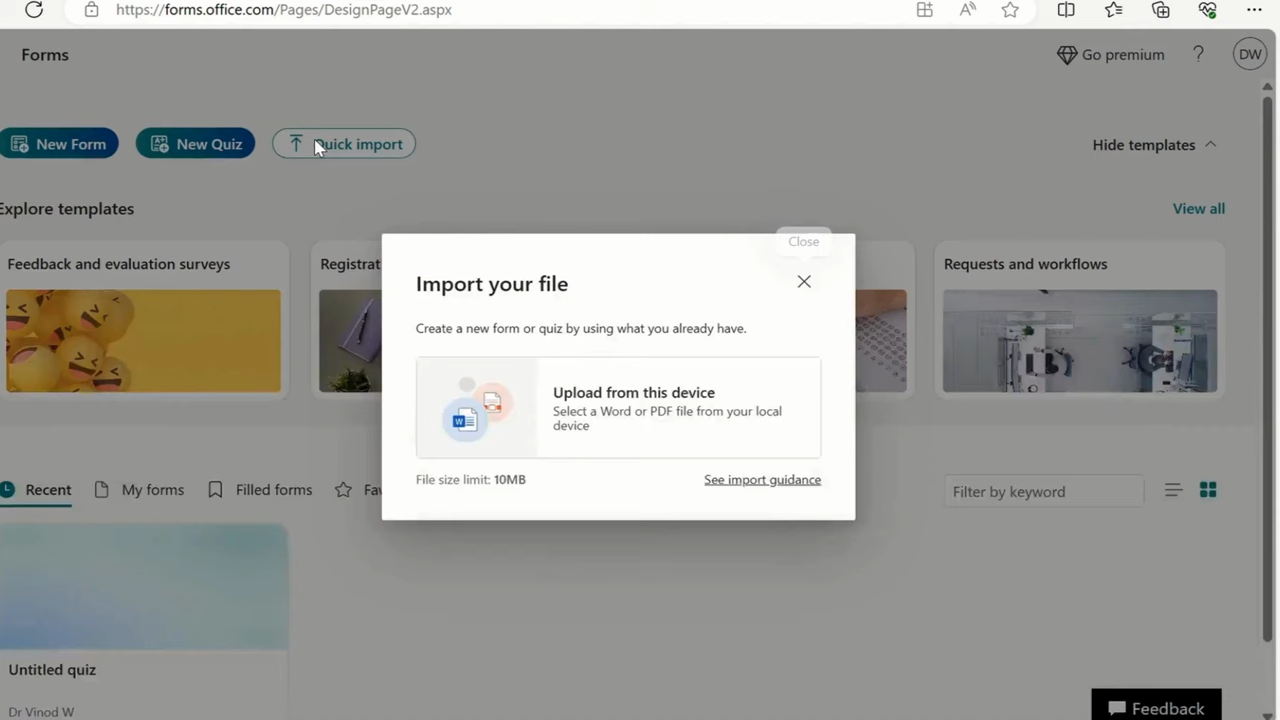 https://forms.office.com/Pages/DesignPageV2.aspx
Forms
Go premium
?
DW
New Form
New Quiz
Quick import
Hide templates
Explore templates
View all
Feedback and evaluation surveys
Registrat
Requests and workflows
Close
Import your file
Create a new form or quiz by using what you already have.
Upload from this device
Select a Word or PDF file from your local
device
File size limit: 10MB
See import guidance
Recent
My forms
Filled forms
Fav
Filter by keyword
Untitled quiz
Dr Vinod W
Feedback